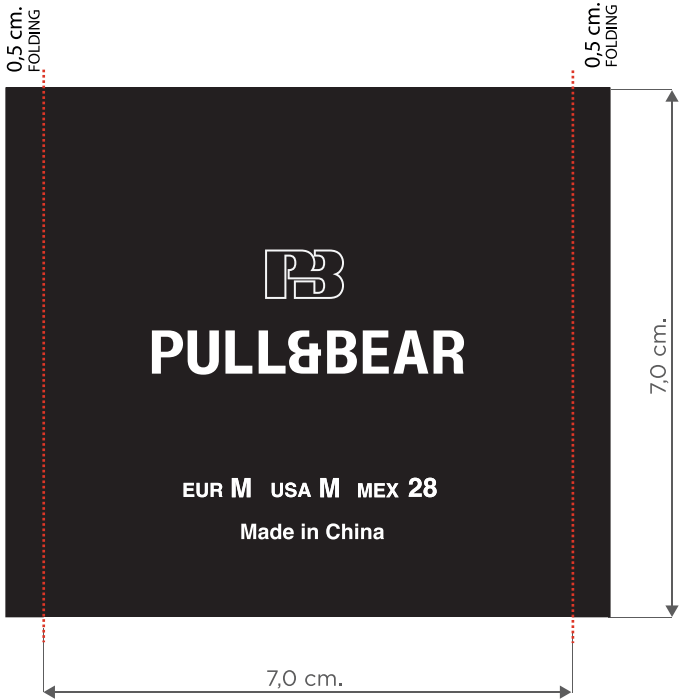 0,5 cm.
FOLDING
0,5 cm.
FOLDING
PB
PULL&BEAR
EUR M USA M MEX 28
Made in China
7,0 cm.
7,0 cm.